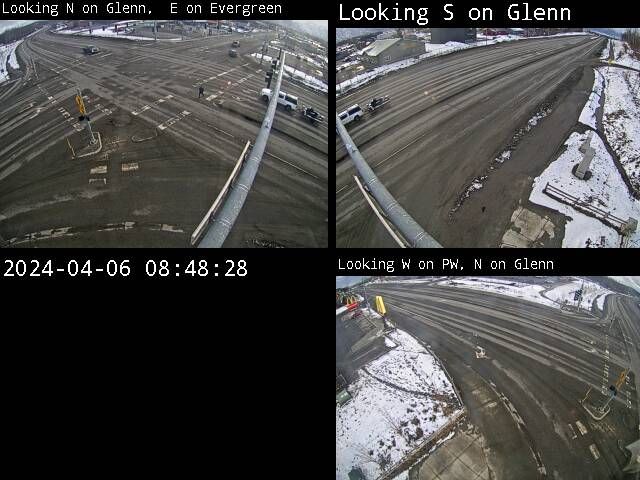 Looking N on Glenn,  E on Evergreen
Looking S on Glenn
2024-04-06 08:48:28
Looking W on PW, N on Glenn